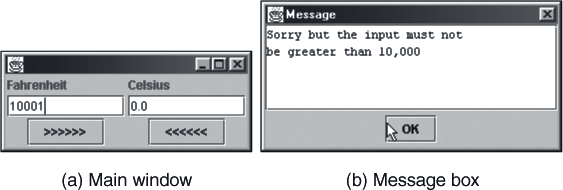 Message
Sorry but the input must not
be greater than 10,000
OK
Fahrenheit Celsius
10001 0.0
>>>>>> <<<<<<
(a) Main window (b) Message box